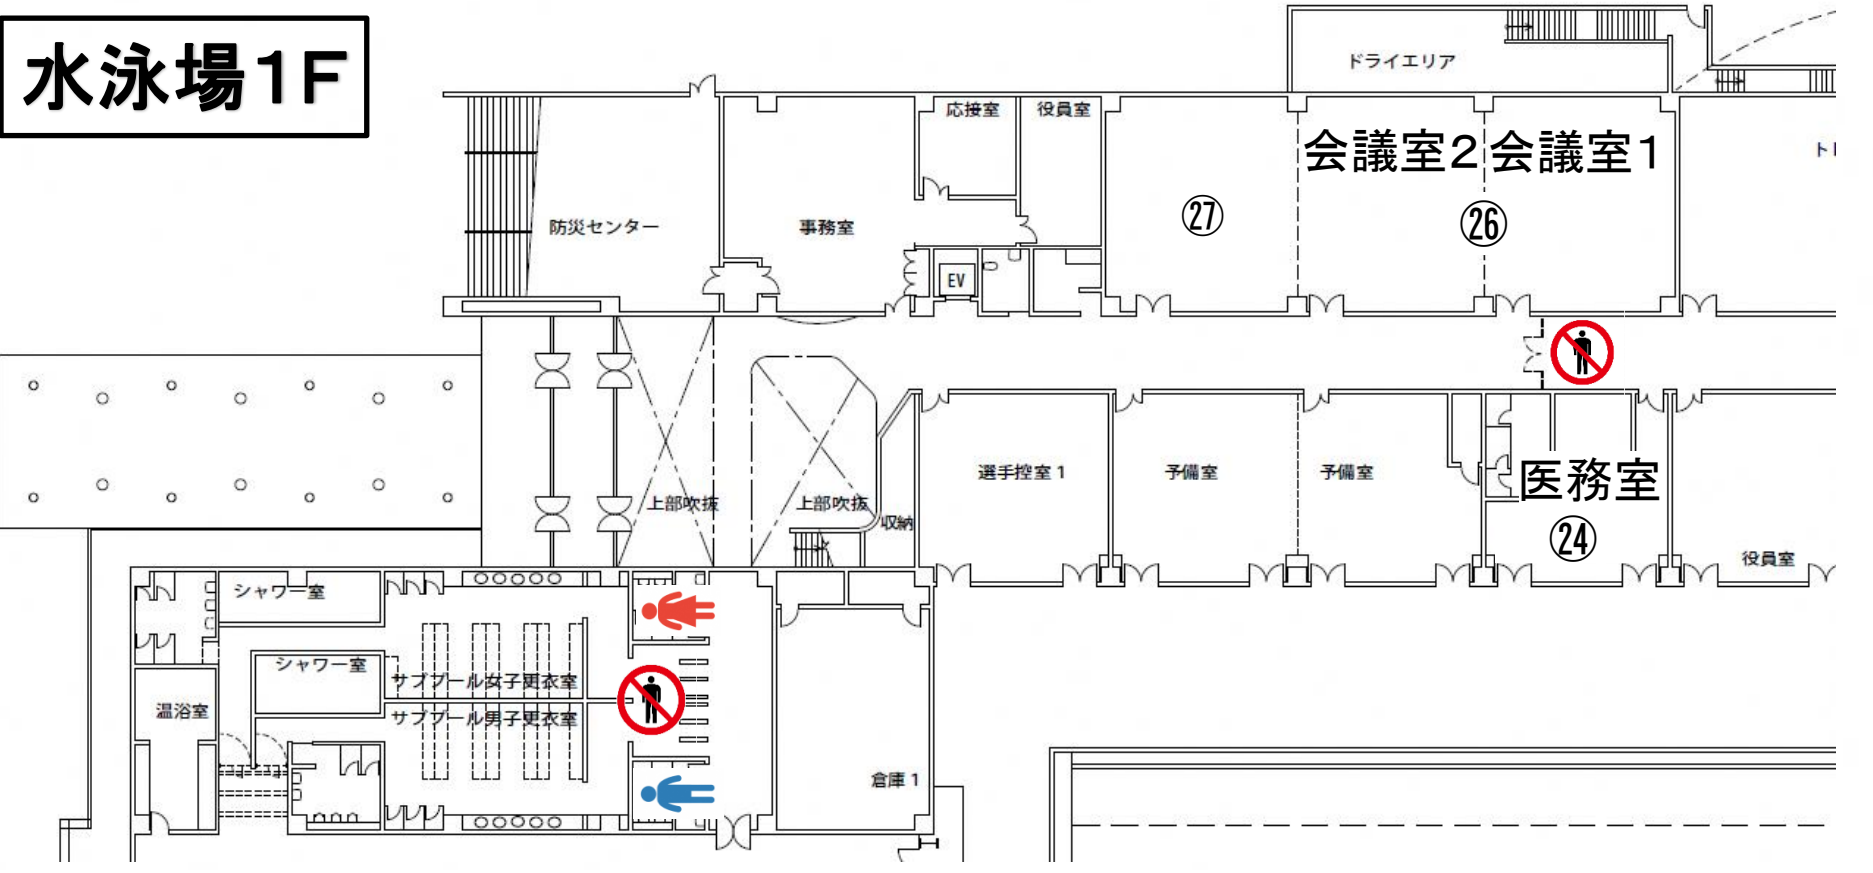 水泳場1F
ドライエリア
応接室
役員室
会議室2
会議室1
ト
㉗
㉖
防災センター
事務室
EV
選手控室1
予備室
予備室
医務室
㉔
上部吹抜
上部吹抜
収納
役員室
シャワー室
シャワー室
サブプール女子更衣室
サブプール男子更衣室
温浴室
倉庫1